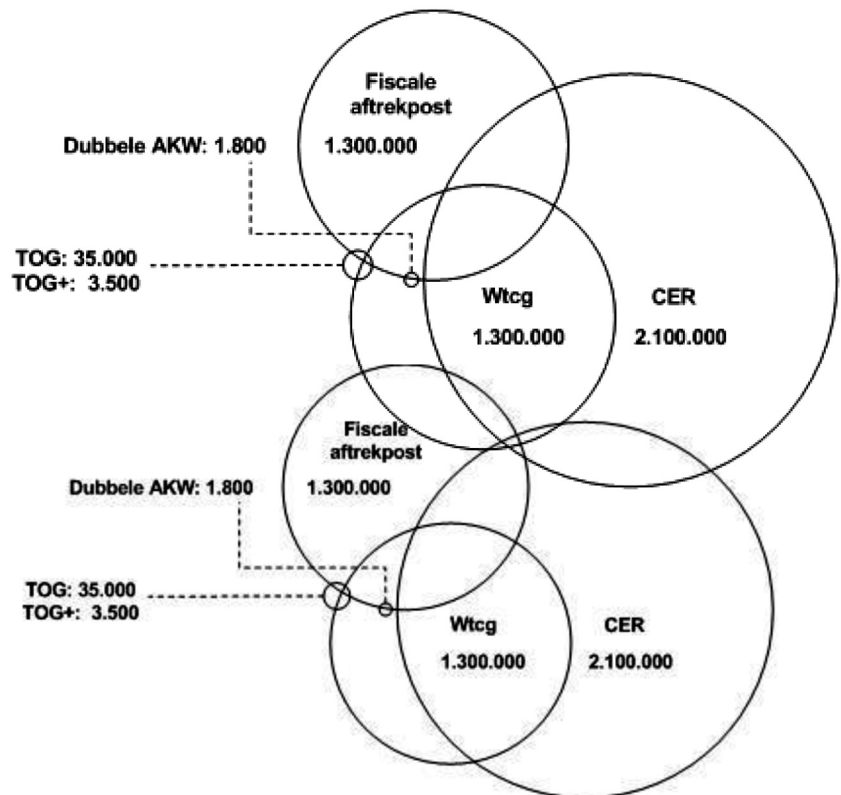 Fiscale
aftrekpost
Dubbele AKW: 1.800
1.300.000
TOG: 35.000
TOG+: 3.500
Wtcg
CER
1.300.000
2.100.000
Fiscale
aftrekpost
Dubbele AKW: 1.800
1.300.000
TOG: 35.000
TOG+: 3.500
Wtcg
CER
1.300.000
2.100.000